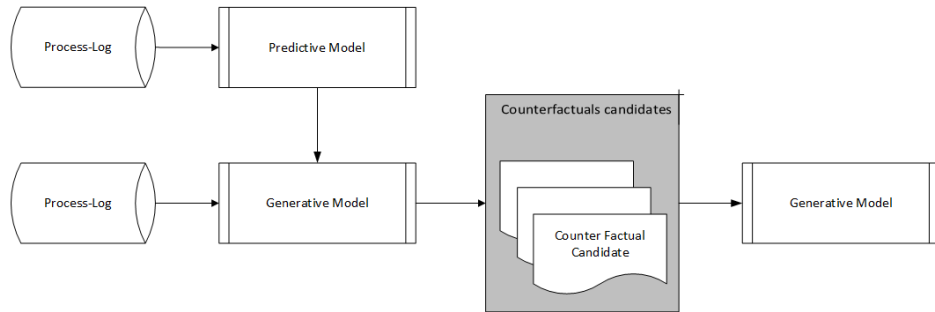 Process-Log
Predictive Model
Counterfactuals candidates
Process-Log
Generative Model
Generative Model
Counter Factual
Candidate